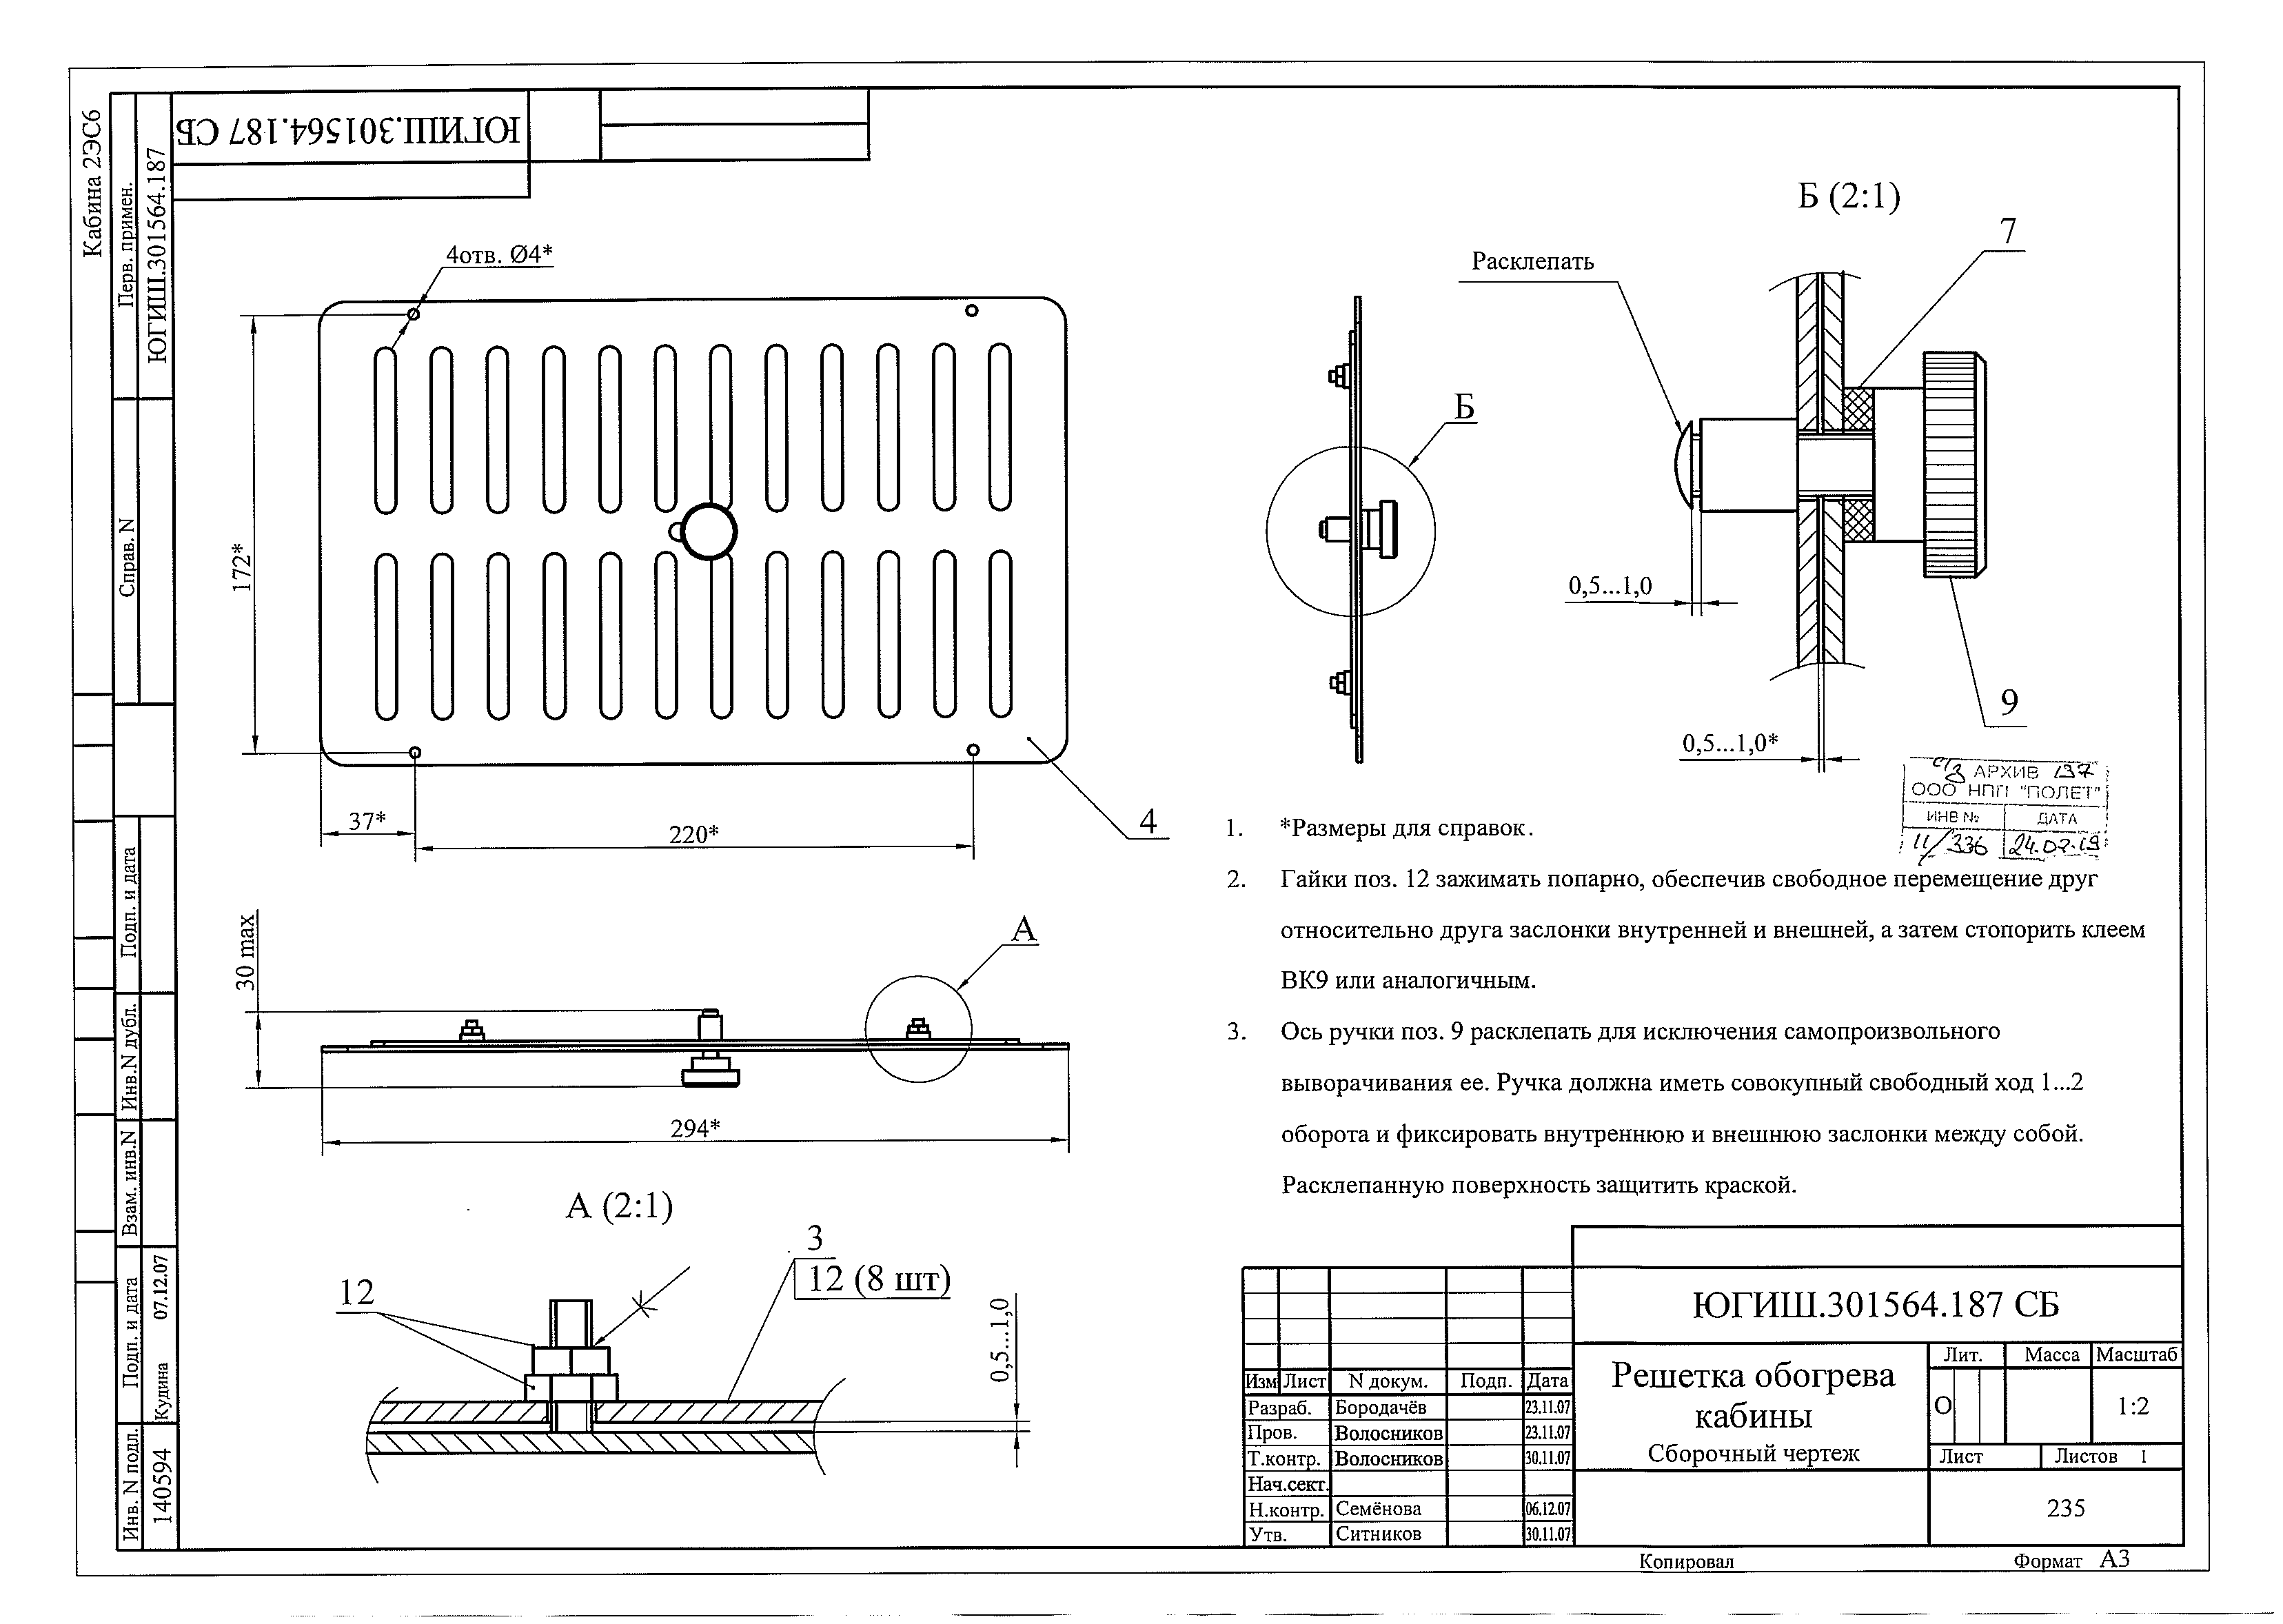 Кабина 2ЭС6
Перв. примен.
ЮГИШ.301564.187
Справ. N
Подп. и дата
Инв.N дубл.
Взам. инв.N
Подп. и дата
Кудина 07.12.07
Инв. N подл.
140594
ЮГИШ.301564.187 СБ
4отв. Ø4*
172*
37*
220*
4
Б
Б (2:1)
7
Расклепать
0,5...1,0
9
0,5...1,0*
АРХИВ 197
ООО НПП "ПОЛЕТ"
ИНВ № ДАТА
11/336 24.07.19
30 max
А
294*
А (2:1)
3
12 (8 шт)
12
0,5...1,0
1. *Размеры для справок.
2. Гайки поз. 12 зажимать попарно, обеспечив свободное перемещение друг
относительно друга заслонки внутренней и внешней, а затем стопорить клеем
ВК9 или аналогичным.
3. Ось ручки поз. 9 расклепать для исключения самопроизвольного
выворачивания ее. Ручка должна иметь совокупный свободный ход 1...2
оборота и фиксировать внутреннюю и внешнюю заслонки между собой.
Расклепанную поверхность защитить краской.
ЮГИШ.301564.187 СБ
Изм Лист N докум. Подп. Дата
Разраб. Бородачёв 23.11.07
Пров. Волосников 23.11.07
Т.контр. Волосников 30.11.07
Нач.сект.
Н.контр. Семёнова 06.12.07
Утв. Ситников 30.11.07
Решетка обогрева
кабины
Сборочный чертеж
Лит. Масса Масштаб
О 1:2
Лист Листов 1
235
Копировал Формат А3